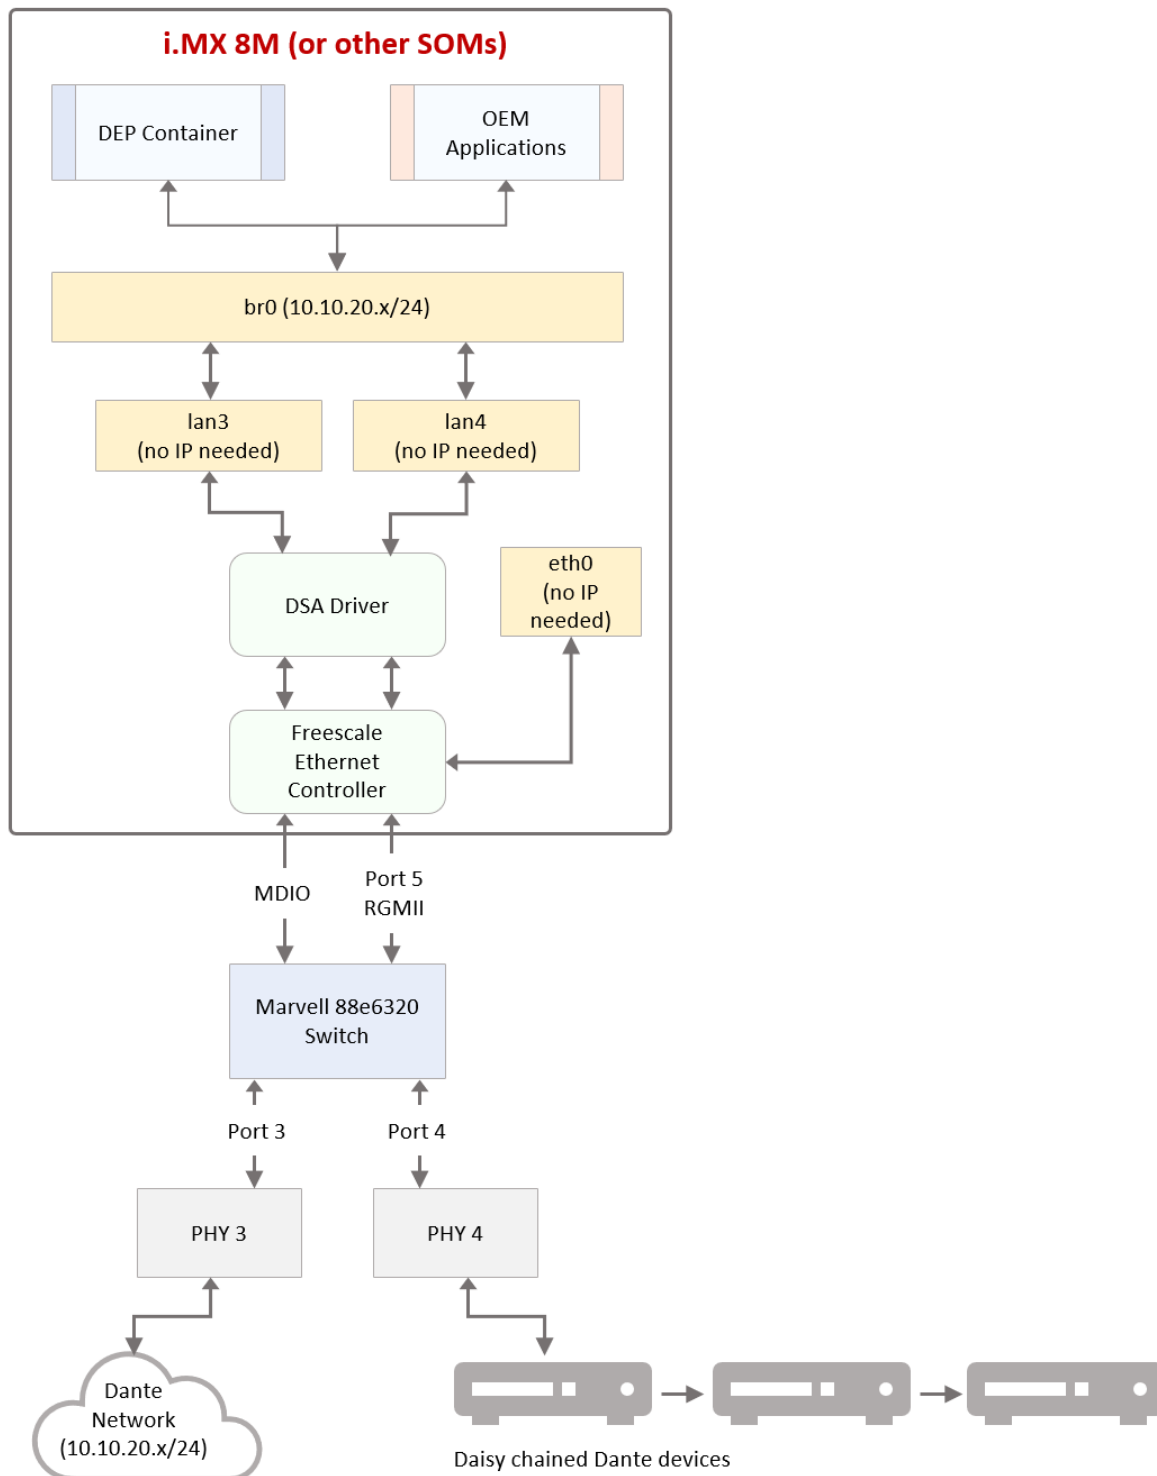 i.MX 8M (or other SOMs)
DEP Container
OEM
Applications
br0 (10.10.20.x/24)
lan3
(no IP needed)
lan4
(no IP needed)
eth0
(no IP
needed)
DSA Driver
Freescale
Ethernet
Controller
MDIO
Port 5
RGMII
Marvell 88e6320
Switch
Port 3
Port 4
PHY 3
PHY 4
Dante
Network
(10.10.20.x/24)
Daisy chained Dante devices